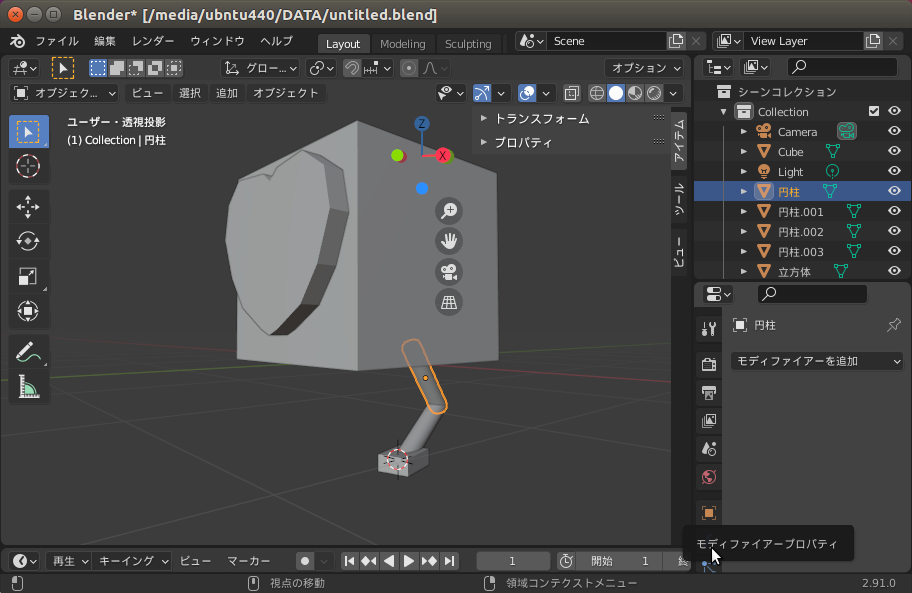 Blender* [/media/ubntu440/DATA/untitled.blend]
ファイル 編集 レンダー ウィンドウ ヘルプ Layout Modeling Sculpting Scene View Layer
グロー... オプション
オブジェク... ビュー 選択 追加 オブジェクト
ユーザー・透視投影
(1) Collection | 円柱
Z
X
トランスフォーム
プロパティ
アイテム
ツール
ビュー
シーンコレクション
Collection
Camera
Cube
Light
円柱
円柱.001
円柱.002
円柱.003
立方体
円柱
モディファイアーを追加
モディファイアープロパティ
再生 キーイング ビュー マーカー 1 開始 1
視点の移動 領域コンテクストメニュー 2.91.0